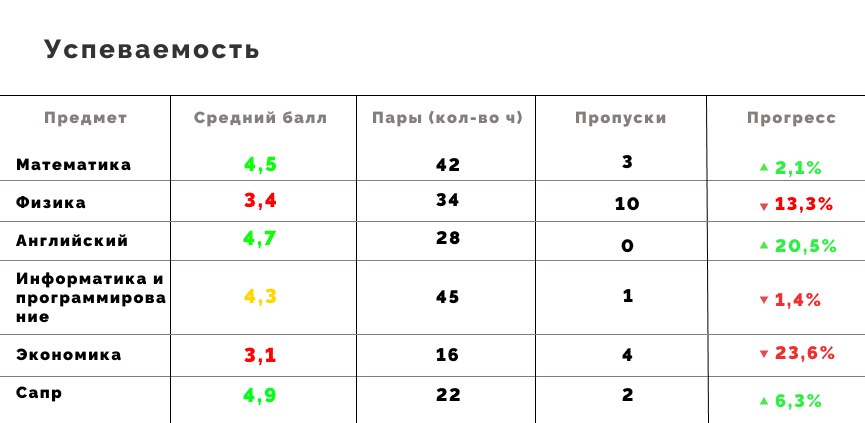 Успеваемость
Предмет Средний балл Пары (кол-во ч) Пропуски Прогресс
Математика 4,5 42 3 ▲ 2,1%
Физика 3,4 34 10 ▼ 13,3%
Английский 4,7 28 0 ▲ 20,5%
Информатика и
программирова 4,3 45 1 ▼ 1,4%
ние
Экономика 3,1 16 4 ▼ 23,6%
Сапр 4,9 22 2 ▲ 6,3%